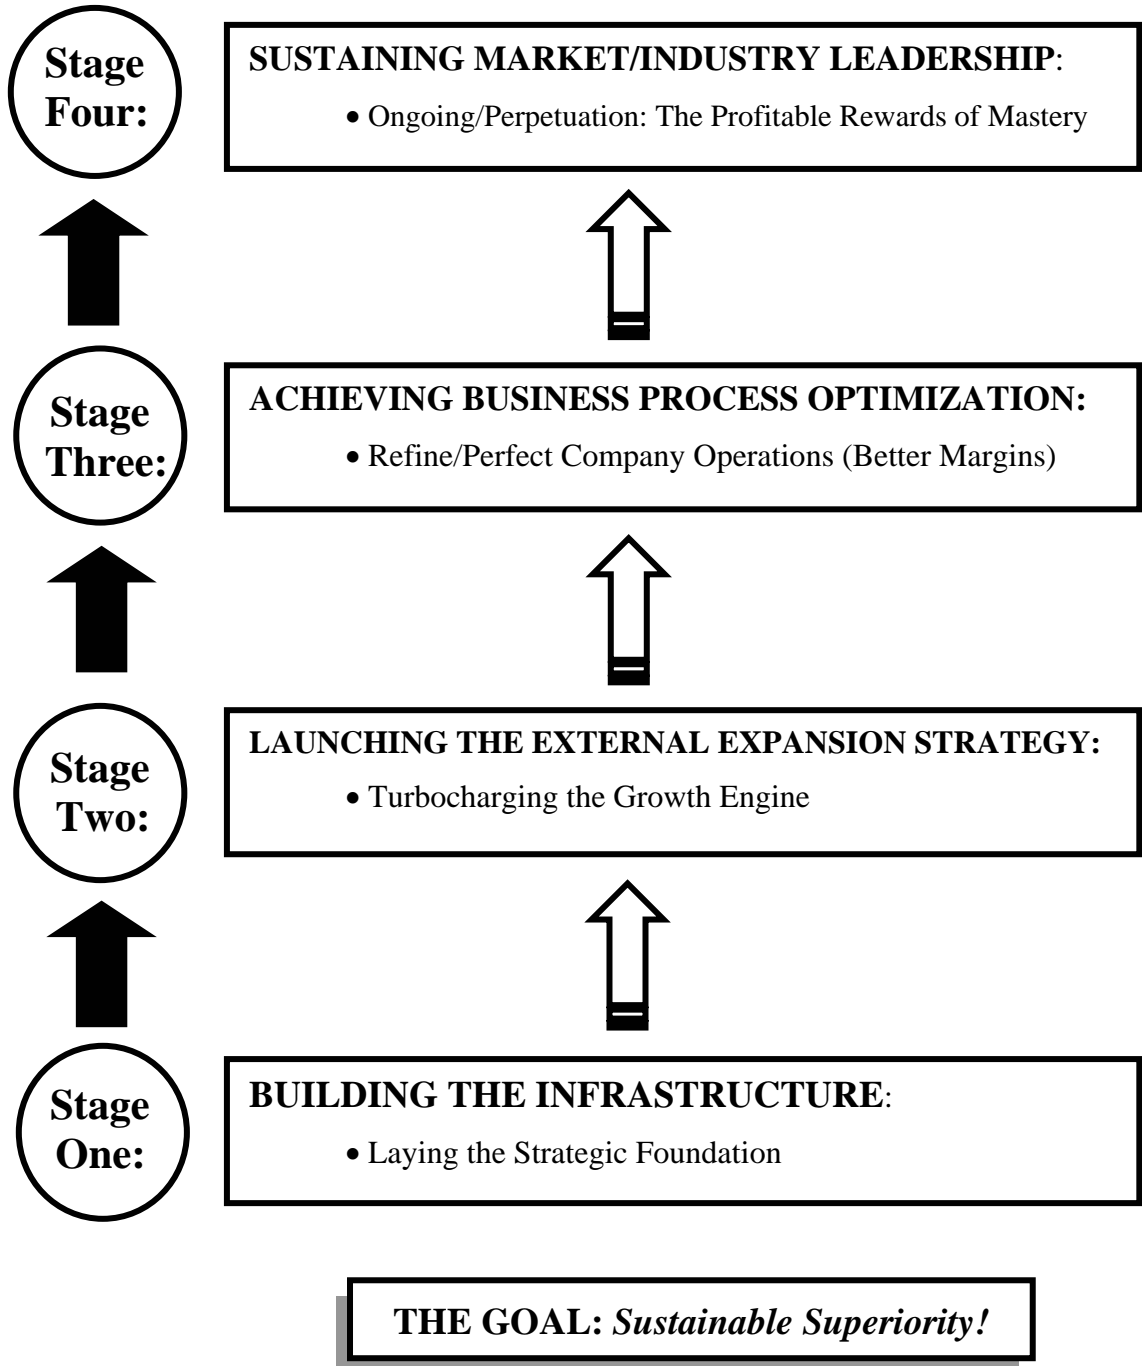 Stage
Four:
SUSTAINING MARKET/INDUSTRY LEADERSHIP:
• Ongoing/Perpetuation: The Profitable Rewards of Mastery
Stage
Three:
ACHIEVING BUSINESS PROCESS OPTIMIZATION:
• Refine/Perfect Company Operations (Better Margins)
Stage
Two:
LAUNCHING THE EXTERNAL EXPANSION STRATEGY:
• Turbocharging the Growth Engine
Stage
One:
BUILDING THE INFRASTRUCTURE:
• Laying the Strategic Foundation
THE GOAL: Sustainable Superiority!